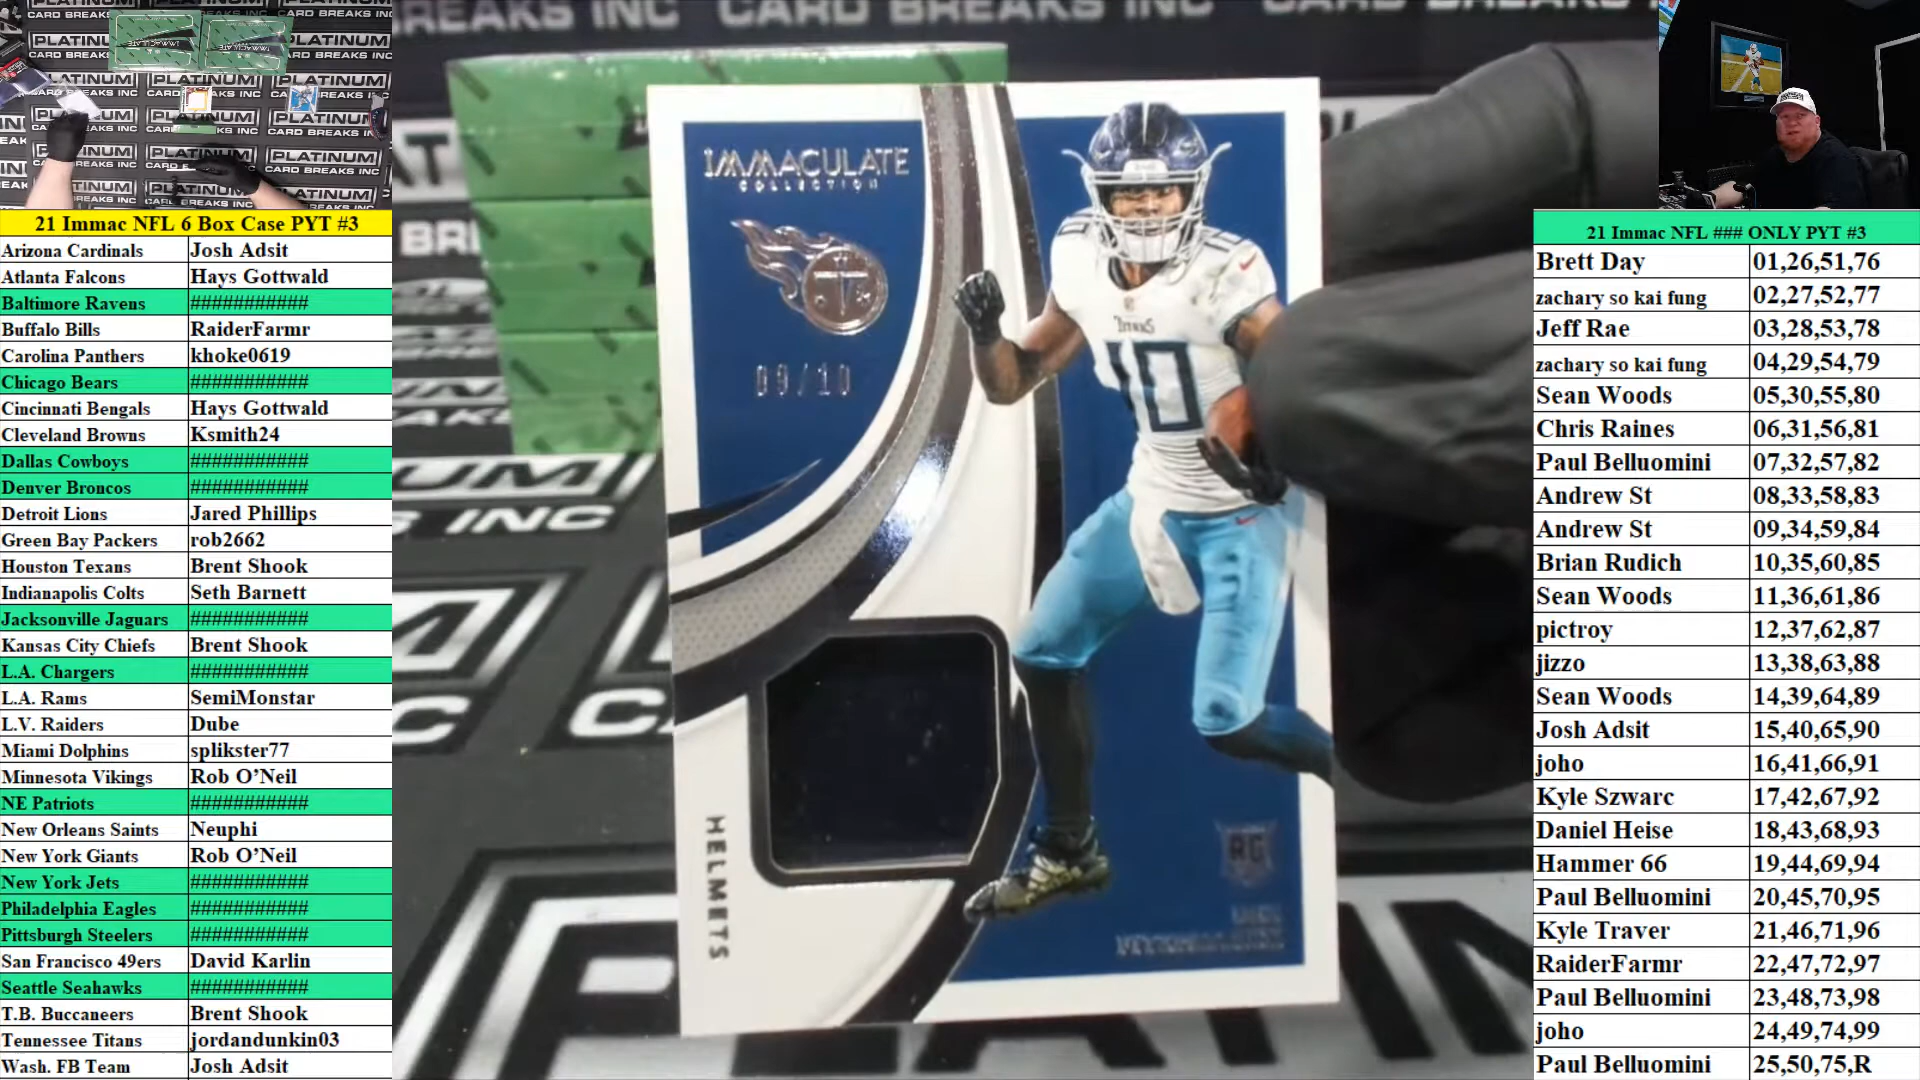 21 Immac NFL 6 Box Case PYT #3
Arizona Cardinals Josh Adsit
Atlanta Falcons Hays Gottwald
Baltimore Ravens ###########
Buffalo Bills RaiderFarmr
Carolina Panthers khoke0619
Chicago Bears ###########
Cincinnati Bengals Hays Gottwald
Cleveland Browns Ksmith24
Dallas Cowboys ###########
Denver Broncos ###########
Detroit Lions Jared Phillips
Green Bay Packers rob2662
Houston Texans Brent Shook
Indianapolis Colts Seth Barnett
Jacksonville Jaguars ###########
Kansas City Chiefs Brent Shook
L.A. Chargers ###########
L.A. Rams SemiMonstar
L.V. Raiders Dube
Miami Dolphins splikster77
Minnesota Vikings Rob O’Neil
NE Patriots ###########
New Orleans Saints Neuphi
New York Giants Rob O’Neil
New York Jets ###########
Philadelphia Eagles ###########
Pittsburgh Steelers ###########
San Francisco 49ers David Karlin
Seattle Seahawks ###########
T.B. Buccaneers Brent Shook
Tennessee Titans jordandunkin03
Wash. FB Team Josh Adsit
IMMACULATE
COLLECTION
09/10
TITANS
10
10
HELMETS
RC
21 Immac NFL ### ONLY PYT #3
Brett Day 01,26,51,76
zachary so kai fung 02,27,52,77
Jeff Rae 03,28,53,78
zachary so kai fung 04,29,54,79
Sean Woods 05,30,55,80
Chris Raines 06,31,56,81
Paul Belluomini 07,32,57,82
Andrew St 08,33,58,83
Andrew St 09,34,59,84
Brian Rudich 10,35,60,85
Sean Woods 11,36,61,86
pictroy 12,37,62,87
jizzo 13,38,63,88
Sean Woods 14,39,64,89
Josh Adsit 15,40,65,90
joho 16,41,66,91
Kyle Szwarc 17,42,67,92
Daniel Heise 18,43,68,93
Hammer 66 19,44,69,94
Paul Belluomini 20,45,70,95
Kyle Traver 21,46,71,96
RaiderFarmr 22,47,72,97
Paul Belluomini 23,48,73,98
joho 24,49,74,99
Paul Belluomini 25,50,75,R
PLATINUM
CARD BREAKS INC
REAKS INC CARD BREAKS INC